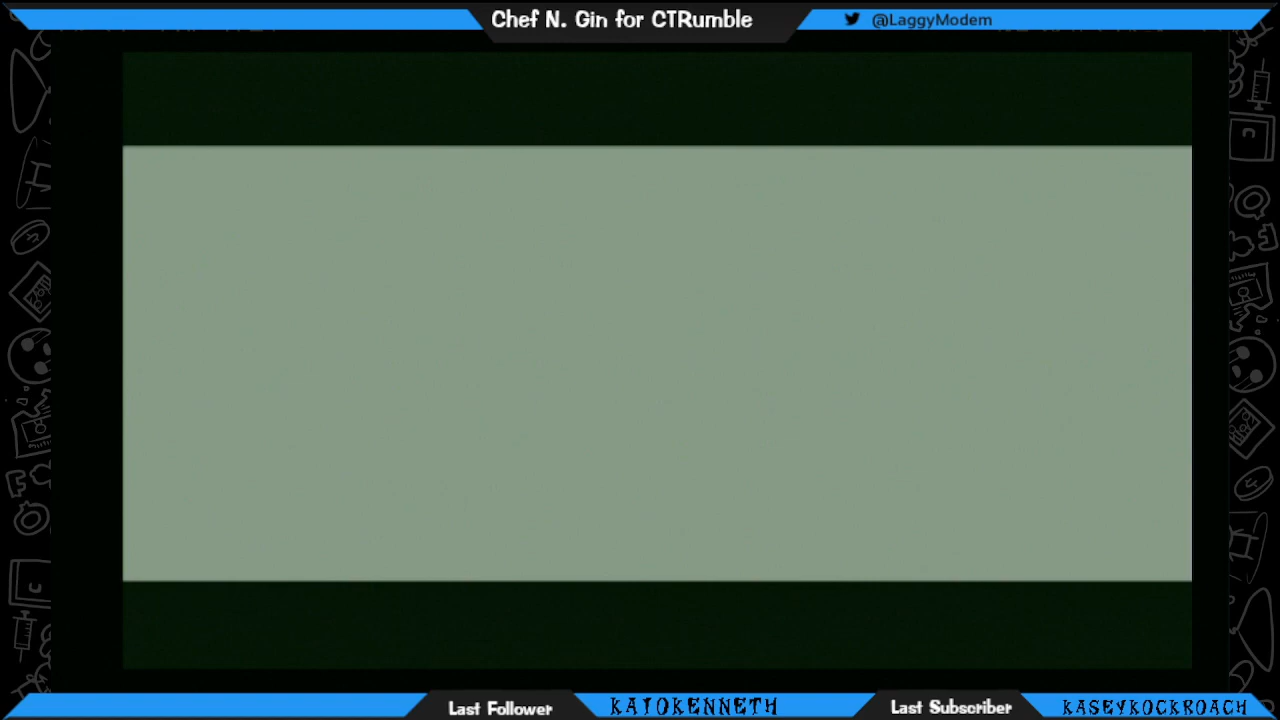 Chef N. Gin for CTRumble
@LaggyModem
Last Follower
KAIOKENNETH
Last Subscriber
KASEYKOCKROACH